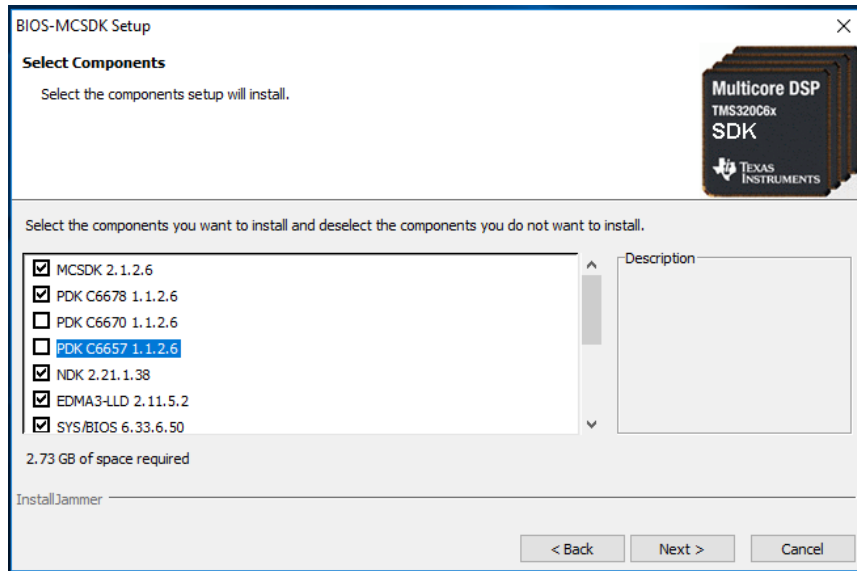 BIOS-MCSDK Setup
Select Components
Select the components setup will install.
Multicore DSP
TMS320C6x
SDK
TEXAS
INSTRUMENTS
Select the components you want to install and deselect the components you do not want to install.
MCSDK 2.1.2.6
PDK C6678 1.1.2.6
PDK C6670 1.1.2.6
PDK C6657 1.1.2.6
NDK 2.21.1.38
EDMA3-LLD 2.11.5.2
SYS/BIOS 6.33.6.50
Description
2.73 GB of space required
InstallJammer
< Back
Next >
Cancel